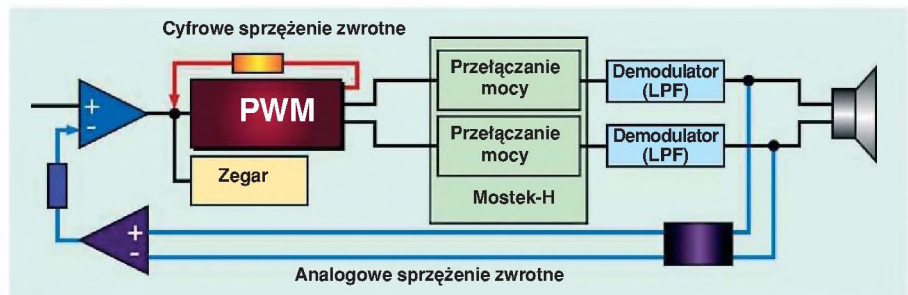 Cyfrowe sprzężenie zwrotne
+
-
PWM
Zegar
Przełączanie
mocy
Przełączanie
mocy
Mostek-H
Demodulator
(LPF)
Demodulator
(LPF)
+
-
Analogowe sprzężenie zwrotne